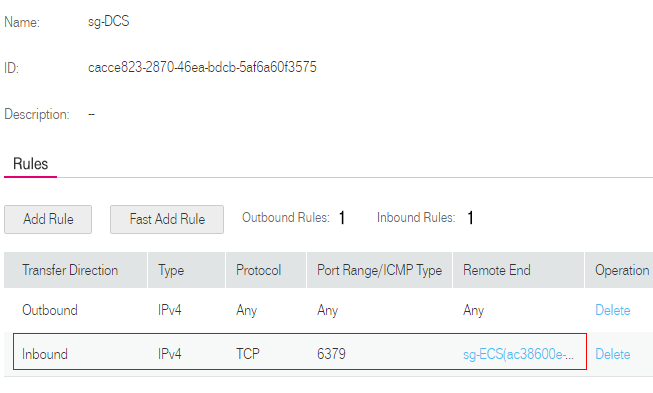 Name: sg-DCS
ID: cacce823-2870-46ea-bdcb-5af6a60f3575
Description: --
Rules
Add Rule Fast Add Rule Outbound Rules: 1 Inbound Rules: 1
Transfer Direction Type Protocol Port Range/ICMP Type Remote End Operation
Outbound IPv4 Any Any Any Delete
Inbound IPv4 TCP 6379 sg-ECS(ac38600e-... Delete